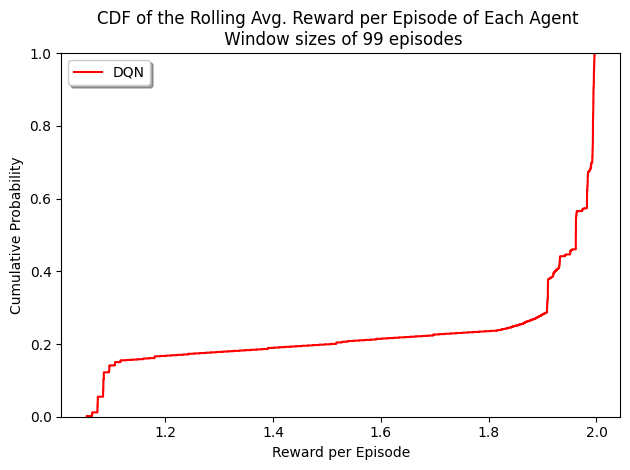 CDF of the Rolling Avg. Reward per Episode of Each Agent
Window sizes of 99 episodes
DQN
Cumulative Probability
1.0
0.8
0.6
0.4
0.2
0.0
1.2
1.4
1.6
1.8
2.0
Reward per Episode